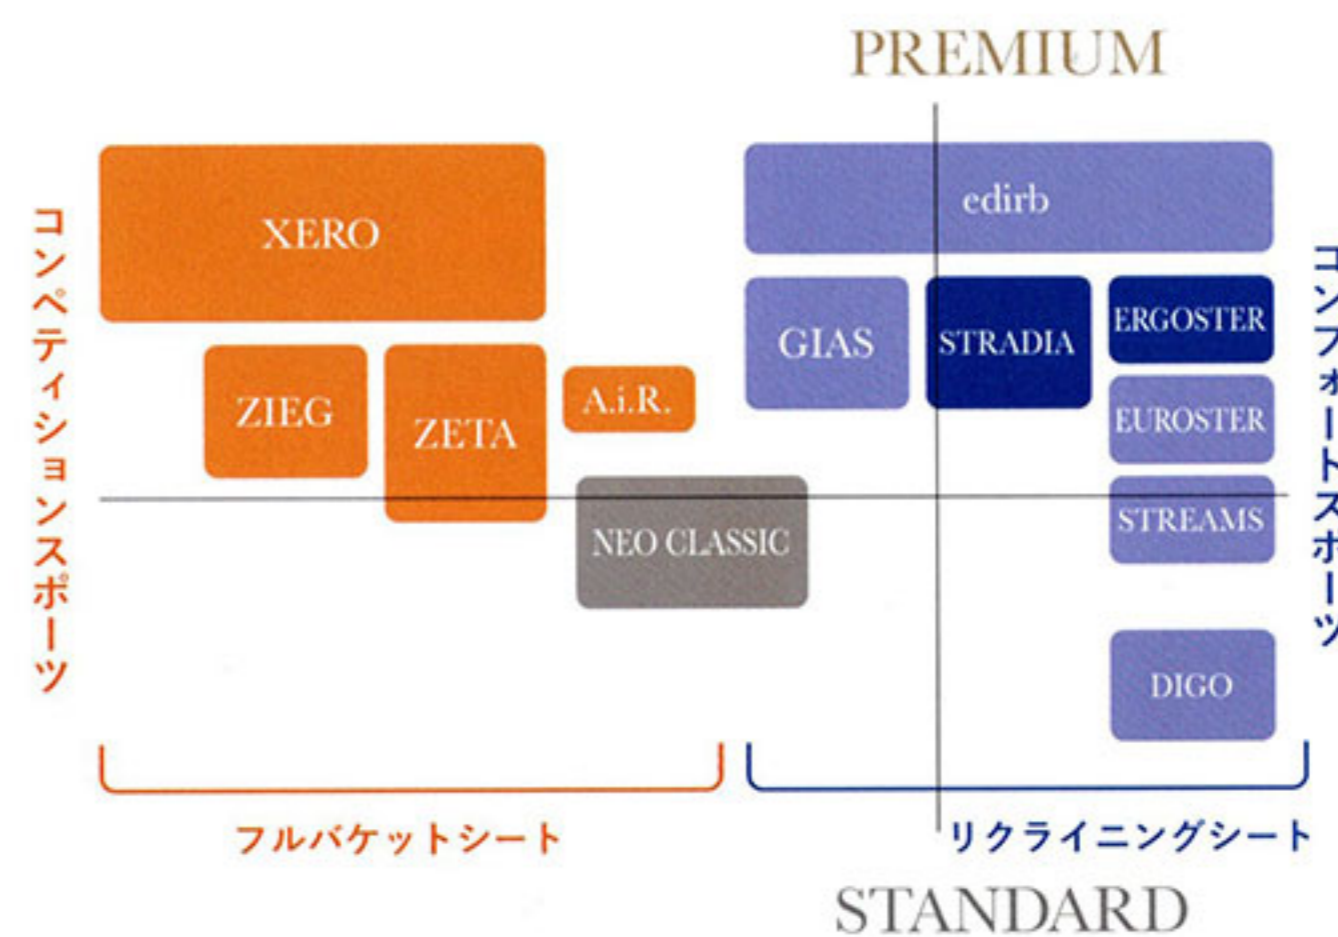 PREMIUM
コンペティションスポーツ
XERO
edirb
コンフォートスポーツ
GIAS
STRADIA
ERGOSTER
ZIEG
ZETA
A.i.R.
EUROSTER
NEO CLASSIC
STREAMS
DIGO
フルバケットシート
リクライニングシート
STANDARD